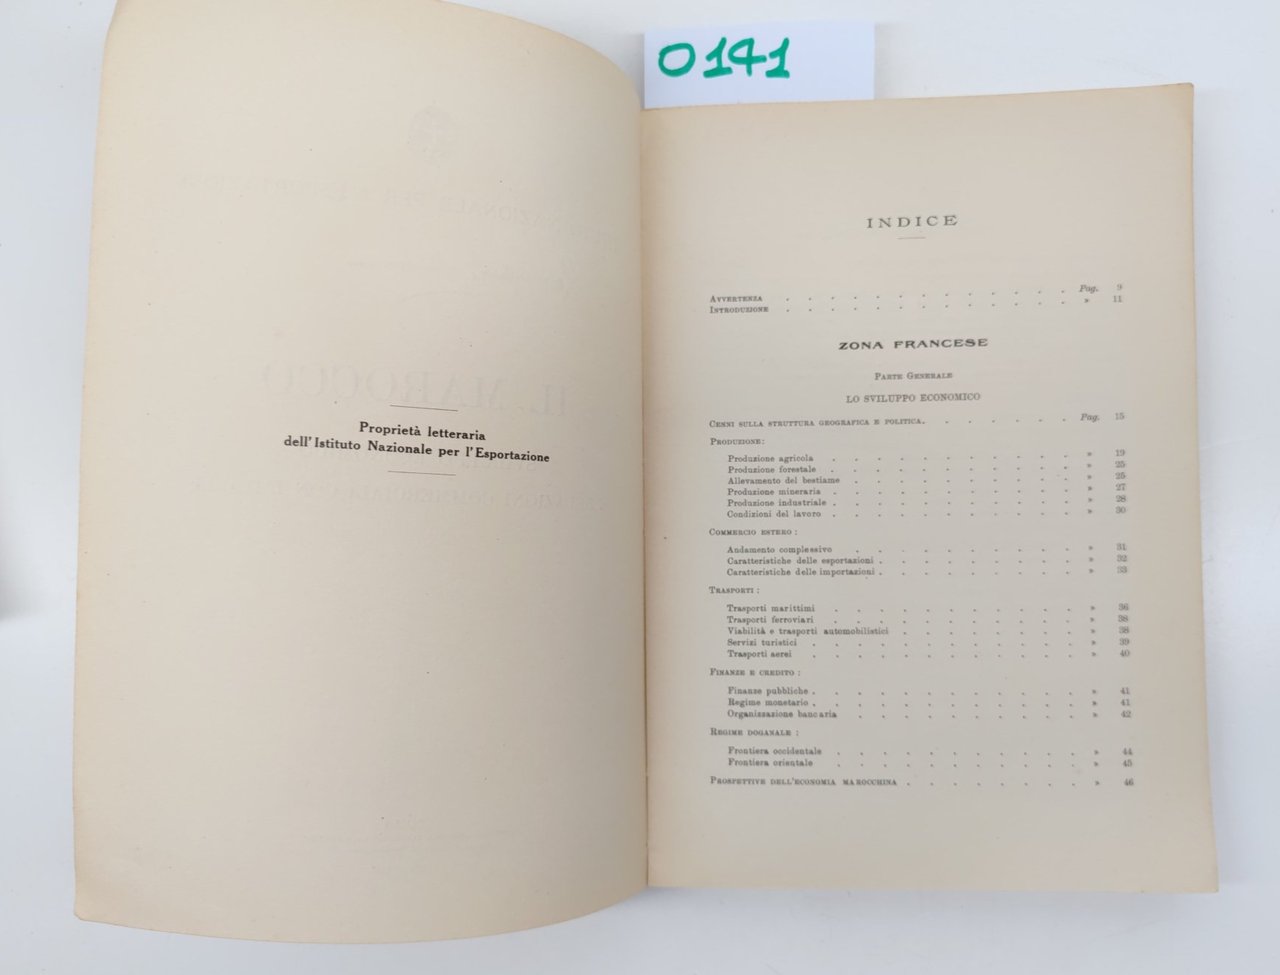 0141
Proprietà letteraria
dell'Istituto Nazionale per l'Esportazione
IL MAROCCO
INDICE
Avvertenza . . . . . . . . . . . . Pag. 9
Introduzione . . . . . . . . . . . . » 11
ZONA FRANCESE
Parte Generale
LO SVILUPPO ECONOMICO
Cenni sulla struttura geografica e politica. . . . . . . Pag. 15
Produzione:
Produzione agricola . . . . . . . . . . . » 19
Produzione forestale . . . . . . . . . . . » 25
Allevamento del bestiame . . . . . . . . . . » 25
Produzione mineraria . . . . . . . . . . . » 27
Produzione industriale . . . . . . . . . . . » 28
Condizioni del lavoro . . . . . . . . . . . » 30
Commercio estero:
Andamento complessivo . . . . . . . . . . » 31
Caratteristiche delle esportazioni . . . . . . . . . » 32
Caratteristiche delle importazioni . . . . . . . . . » 33
Trasporti:
Trasporti marittimi . . . . . . . . . . . » 36
Trasporti ferroviari . . . . . . . . . . . » 38
Viabilità e trasporti automobilistici . . . . . . . . » 38
Servizi turistici . . . . . . . . . . . . » 39
Trasporti aerei . . . . . . . . . . . . » 40
Finanze e credito:
Finanze pubbliche . . . . . . . . . . . . » 41
Regime monetario . . . . . . . . . . . . » 41
Organizzazione bancaria . . . . . . . . . . » 42
Regime doganale:
Frontiera occidentale . . . . . . . . . . . » 44
Frontiera orientale . . . . . . . . . . . » 45
Prospettive dell'economia marocchina . . . . . . . . » 46